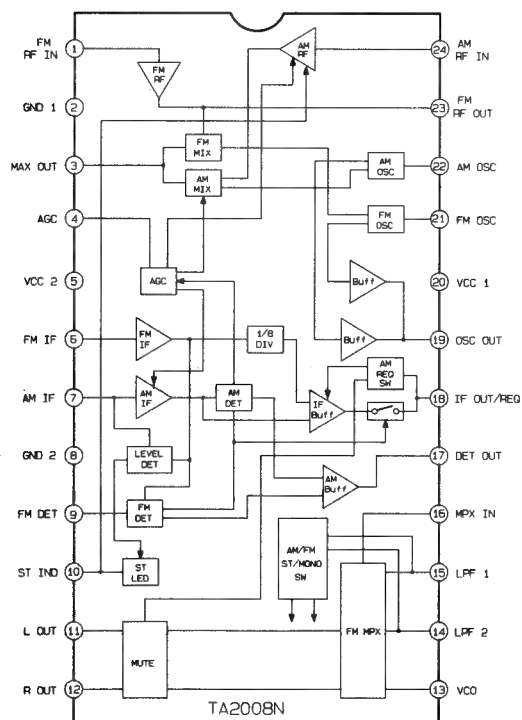 FM
RF IN
1
FM
RF
AM
RF
24
AM
RF IN
GND 1
2
23
FM
RF OUT
FM
MIX
MAX OUT
3
AM
MIX
AM
OSC
22
AM OSC
AGC
4
FM
OSC
21
FM OSC
VCC 2
5
AGC
Buff
20
VCC 1
FM IF
6
FM
IF
1/8
DIV
Buff
19
OSC OUT
AM IF
7
AM
IF
AM
DET
IF
Buff
AM
REQ
SW
18
IF OUT/REQ
GND 2
8
LEVEL
DET
AM
Buff
17
DET OUT
FM DET
9
FM
DET
16
MPX IN
ST IND
10
ST
LED
AM/FM
ST/MONO
SW
15
LPF 1
L OUT
11
MUTE
FM MPX
14
LPF 2
R OUT
12
13
VCO
TA2008N